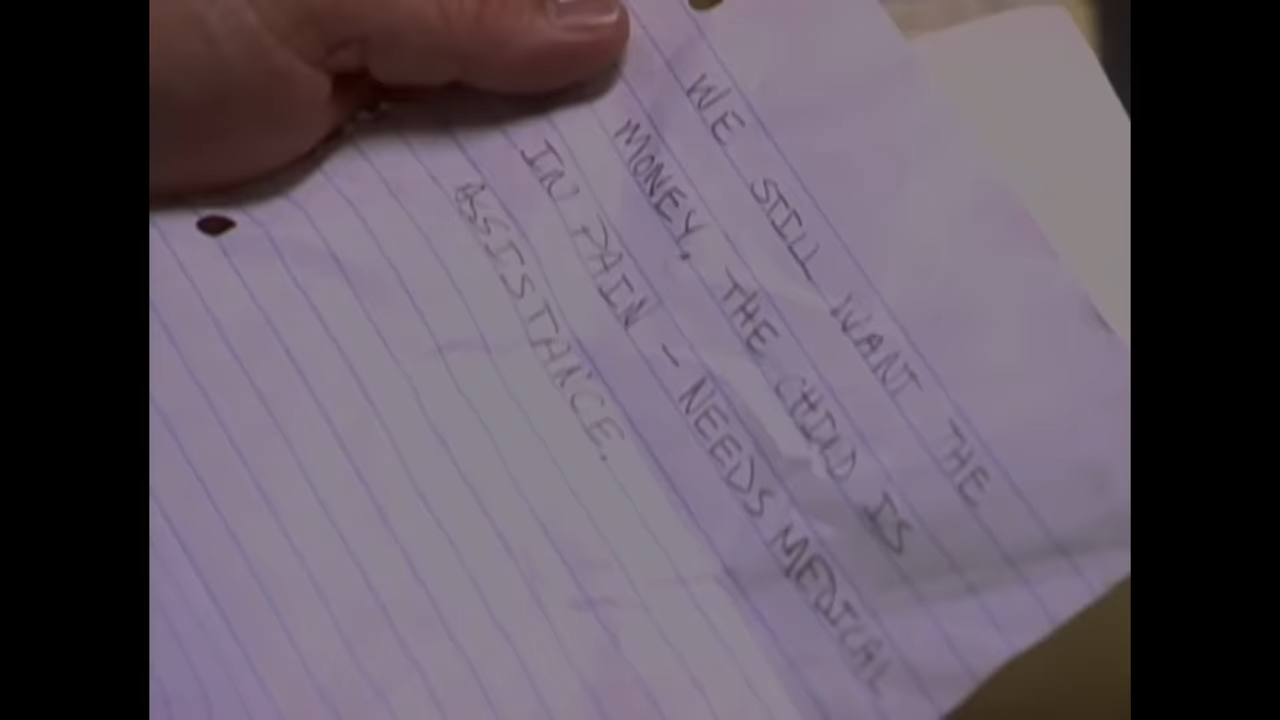 WE STILL WANT THE
MONEY, THE CHILD IS
IN PAIN - NEEDS MEDICAL
ASSISTANCE.